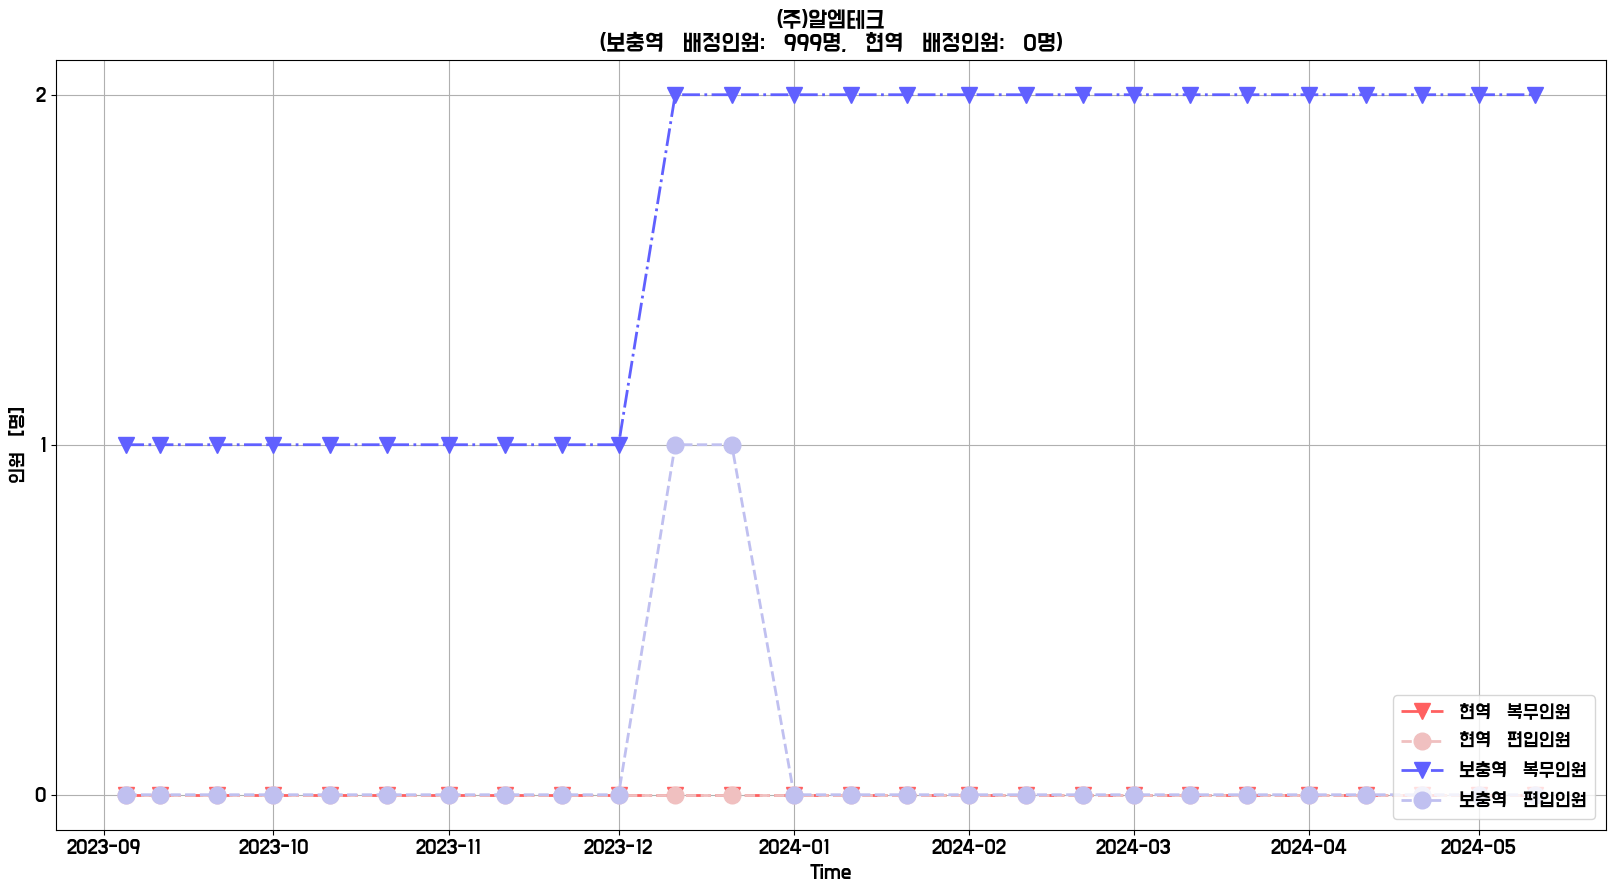 (주)알엠테크
(보충역 배정인원: 999명, 현역 배정인원: 0명)
2
1
0
인원 [명]
2023-09 2023-10 2023-11 2023-12 2024-01 2024-02 2024-03 2024-04 2024-05
Time
현역 복무인원
현역 편입인원
보충역 복무인원
보충역 편입인원